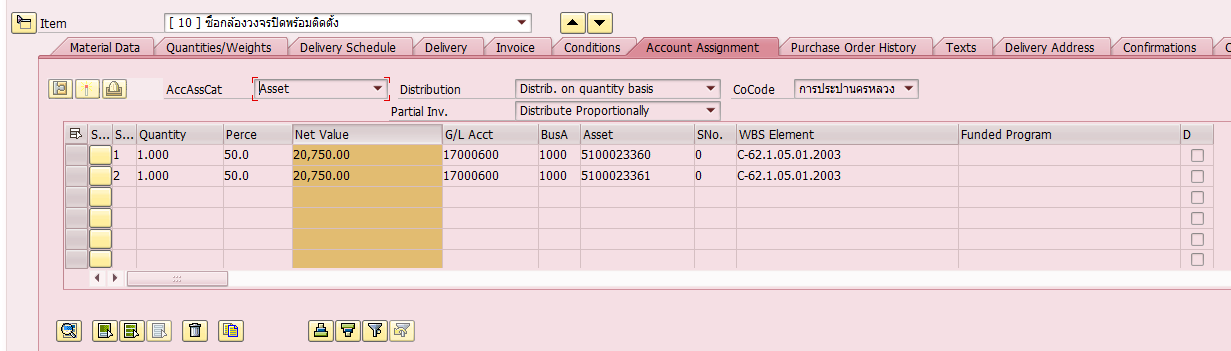 Item [ 10 ] ซื้อกล้องวงจรปิดพร้อมติดตั้ง
Material Data Quantities/Weights Delivery Schedule Delivery Invoice Conditions Account Assignment Purchase Order History Texts Delivery Address Confirmations
AccAssCat Asset Distribution Distrib. on quantity basis CoCode การประปานครหลวง
Partial Inv. Distribute Proportionally
S... S... Quantity Perce Net Value G/L Acct BusA Asset SNo. WBS Element Funded Program D
1 1.000 50.0 20,750.00 17000600 1000 5100023360 0 C-62.1.05.01.2003
2 1.000 50.0 20,750.00 17000600 1000 5100023361 0 C-62.1.05.01.2003